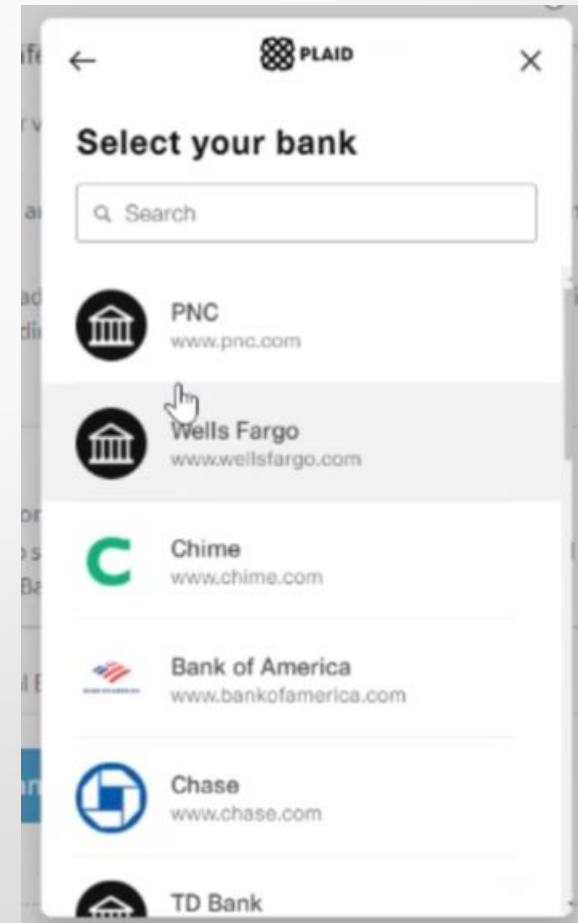 PLAID
Select your bank
Search
PNC
www.pnc.com
Wells Fargo
www.wellsfargo.com
Chime
www.chime.com
Bank of America
www.bankofamerica.com
Chase
www.chase.com
TD Bank